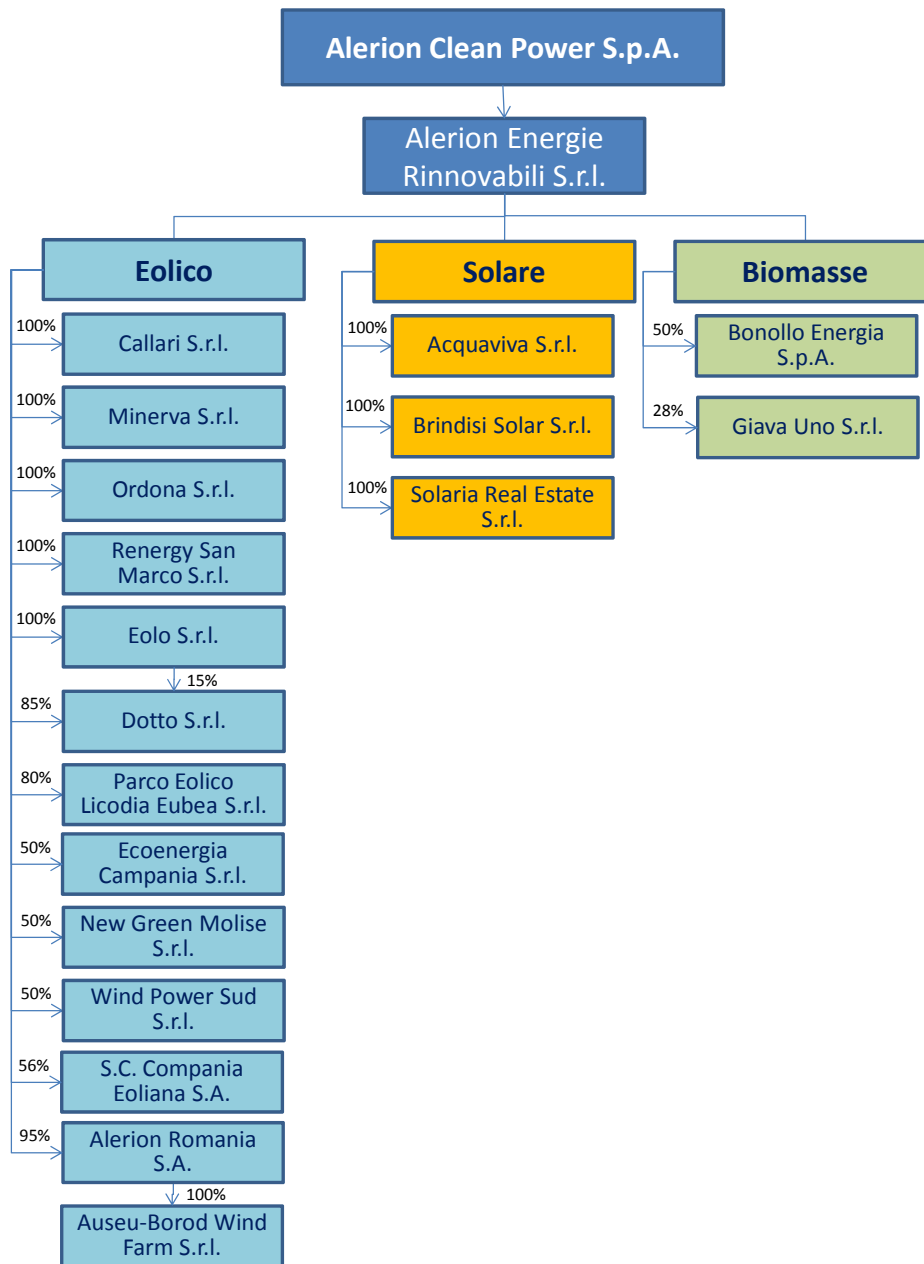 Alerion Clean Power S.p.A.
Alerion Energie
Rinnovabili S.r.l.
Eolico
100%
Callari S.r.l.
100%
Minerva S.r.l.
100%
Ordona S.r.l.
100%
Renergy San
Marco S.r.l.
100%
Eolo S.r.l.
15%
85%
Dotto S.r.l.
80%
Parco Eolico
Licodia Eubea S.r.l.
50%
Ecoenergia
Campania S.r.l.
50%
New Green Molise
S.r.l.
50%
Wind Power Sud
S.r.l.
56%
S.C. Compania
Eoliana S.A.
95%
Alerion Romania
S.A.
100%
Auseu-Borod Wind
Farm S.r.l.
Solare
100%
Acquaviva S.r.l.
100%
Brindisi Solar S.r.l.
100%
Solaria Real Estate
S.r.l.
Biomasse
50%
Bonollo Energia
S.p.A.
28%
Giava Uno S.r.l.